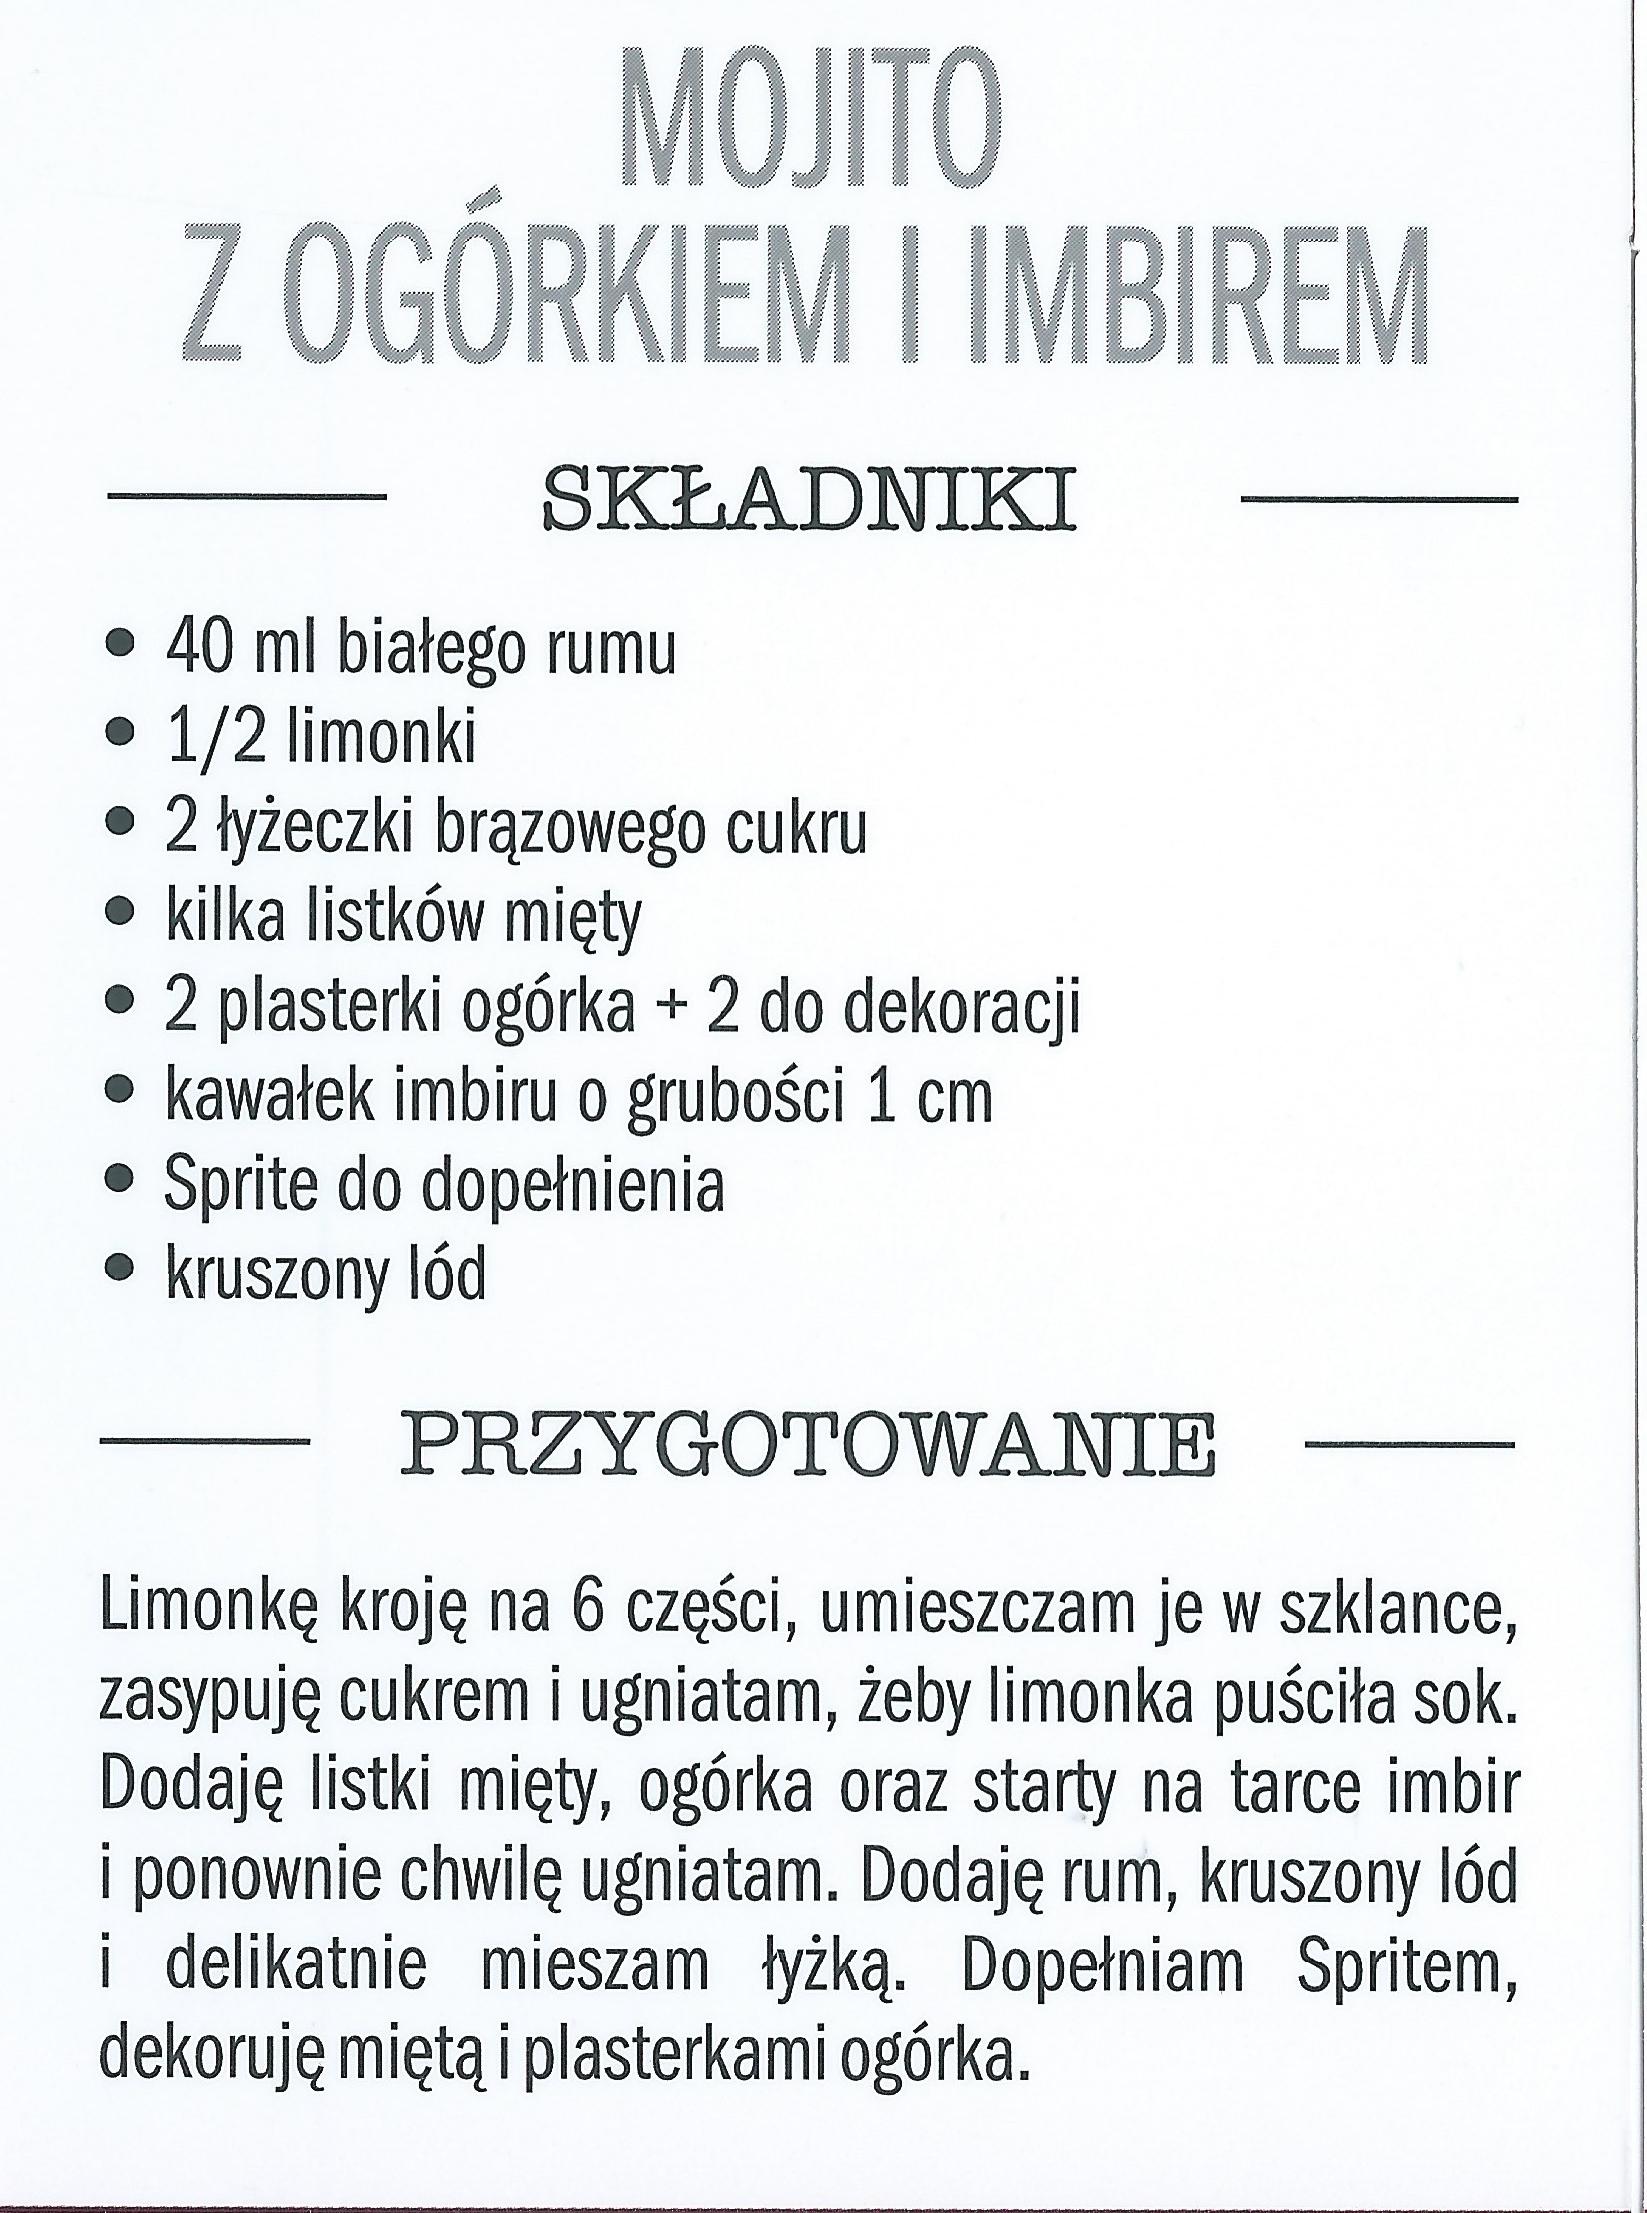 MOJITO
Z OGÓRKIEM I IMBIREM
SKŁADNIKI
• 40 ml białego rumu
• 1/2 limonki
• 2 łyżeczki brązowego cukru
• kilka listków mięty
• 2 plasterki ogórka + 2 do dekoracji
• kawałek imbiru o grubości 1 cm
• Sprite do dopełnienia
• kruszony lód
PRZYGOTOWANIE
Limonkę kroję na 6 części, umieszczam je w szklance,
zasypuję cukrem i ugniatam, żeby limonka puściła sok.
Dodaję listki mięty, ogórka oraz starty na tarce imbir
i ponownie chwilę ugniatam. Dodaję rum, kruszony lód
i delikatnie mieszam łyżką. Dopełniam Spritem,
dekoruję miętą i plasterkami ogórka.